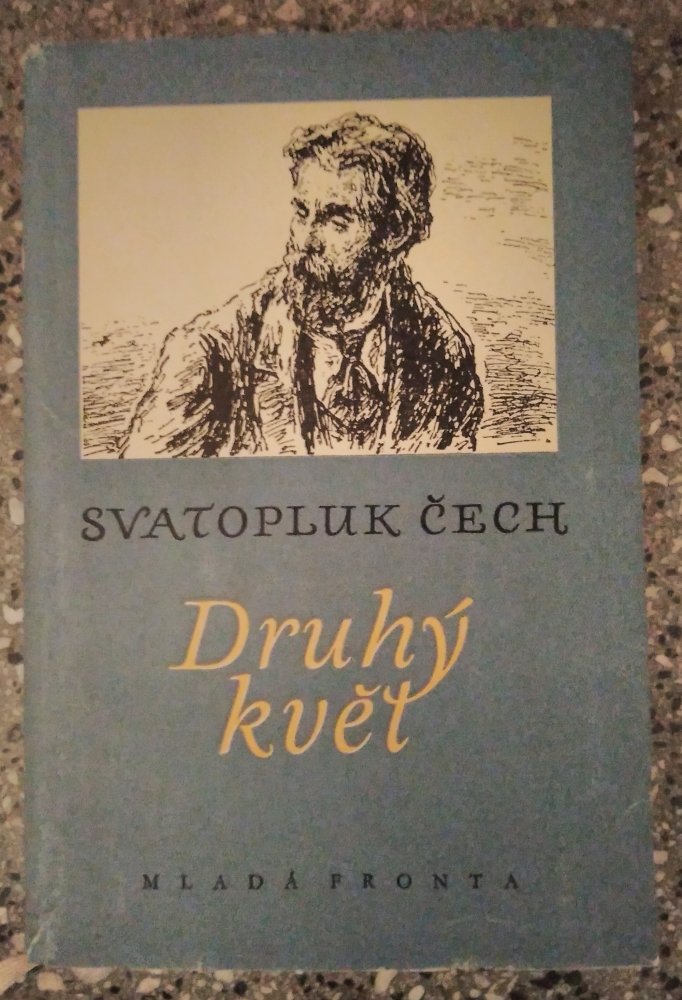 SVATOPLUK ČECH
Druhý
květ
MLADÁ FRONTA